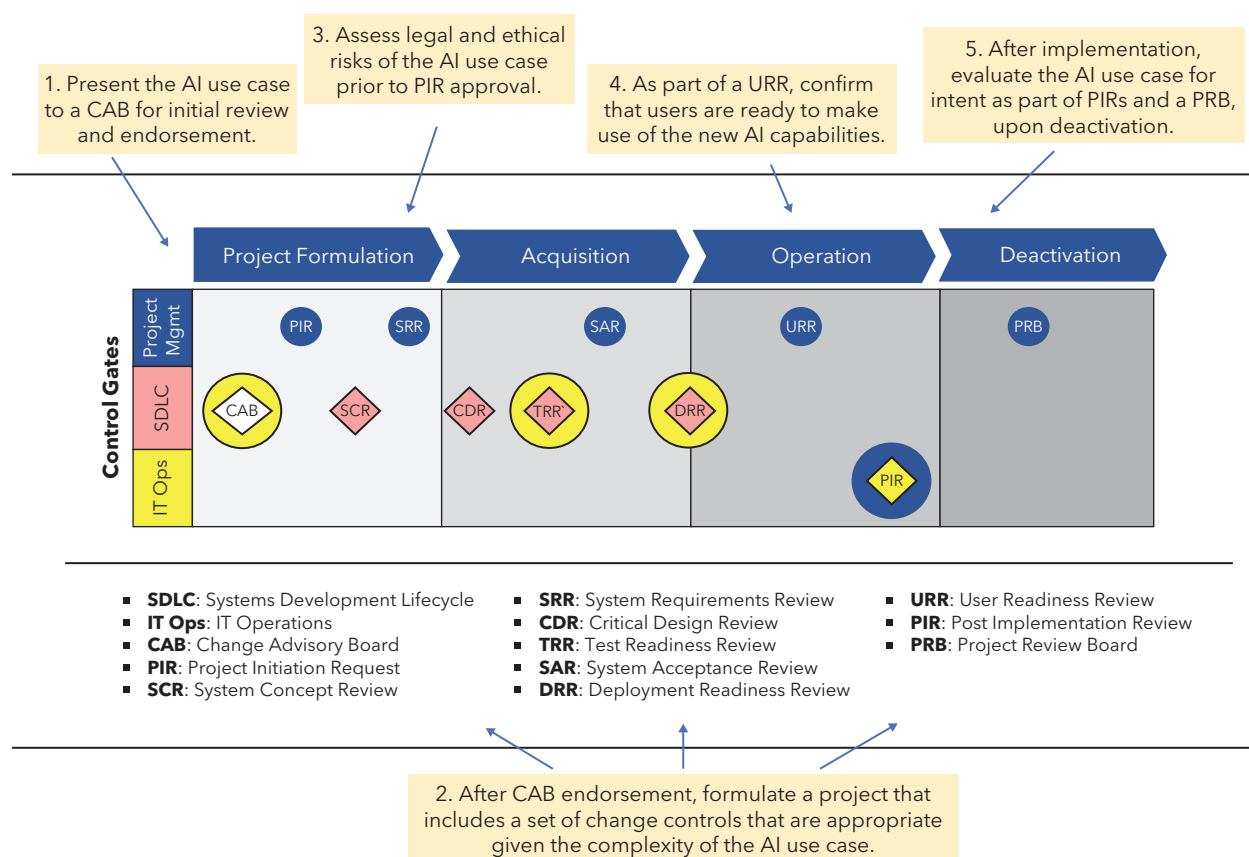 3. Assess legal and ethical
risks of the AI use case
prior to PIR approval.
1. Present the AI use case
to a CAB for initial review
and endorsement.
4. As part of a URR, confirm
that users are ready to make
use of the new AI capabilities.
5. After implementation,
evaluate the AI use case for
intent as part of PIRs and a PRB,
upon deactivation.
Project Formulation
Acquisition
Operation
Deactivation
Control Gates
Project
Mgmt
PIR
SRR
SAR
URR
PRB
SDLC
CAB
SCR
CDR
TRR`
DRR
IT Ops
PIR
▪ SDLC: Systems Development Lifecycle
▪ IT Ops: IT Operations
▪ CAB: Change Advisory Board
▪ PIR: Project Initiation Request
▪ SCR: System Concept Review
▪ SRR: System Requirements Review
▪ CDR: Critical Design Review
▪ TRR: Test Readiness Review
▪ SAR: System Acceptance Review
▪ DRR: Deployment Readiness Review
▪ URR: User Readiness Review
▪ PIR: Post Implementation Review
▪ PRB: Project Review Board
2. After CAB endorsement, formulate a project that
includes a set of change controls that are appropriate
given the complexity of the AI use case.